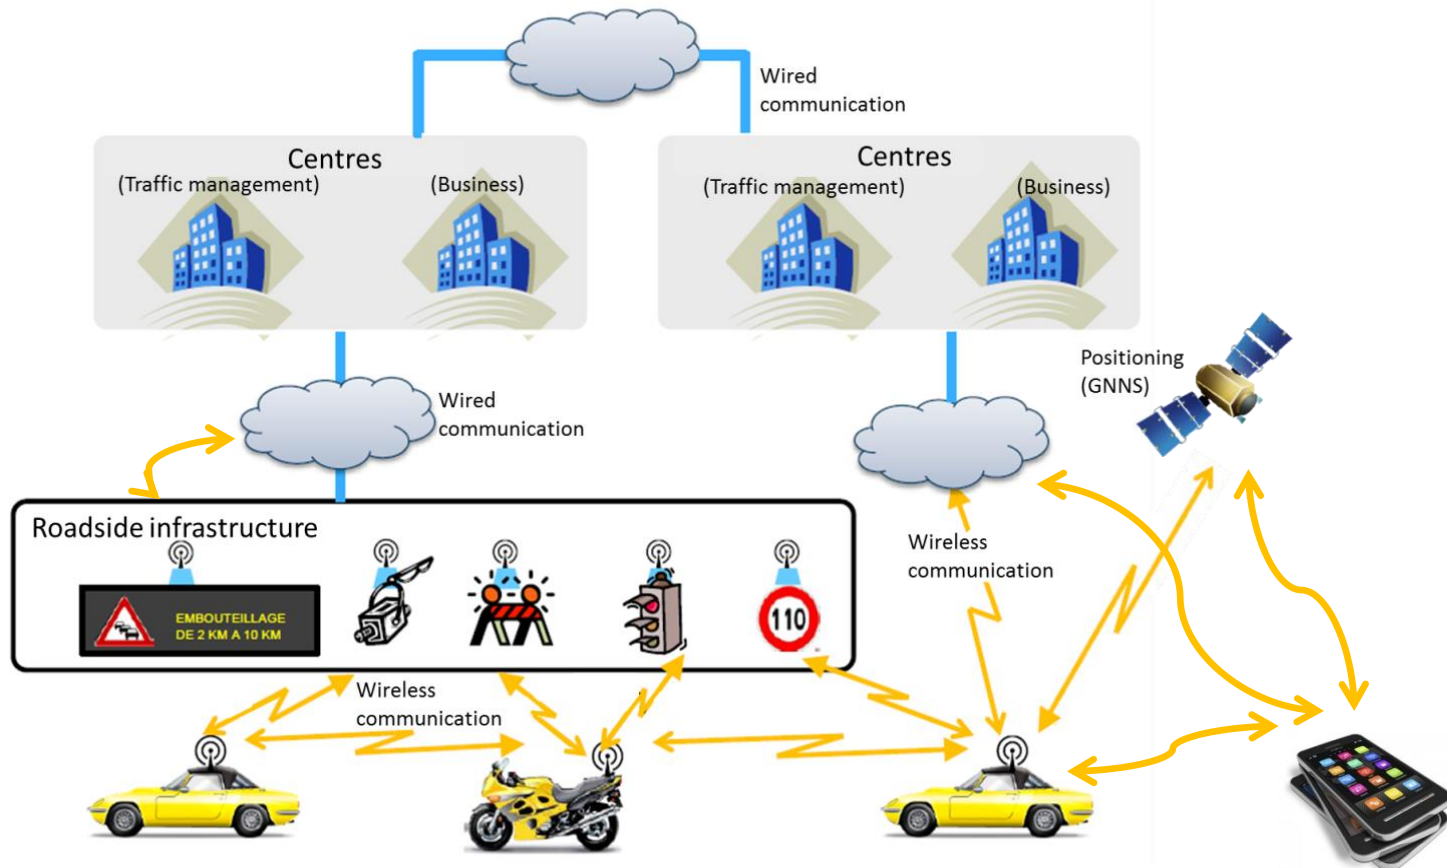 Wired
communication
Centres
(Traffic management)
(Business)
Centres
(Traffic management)
(Business)
Positioning
(GNNS)
Wired
communication
Roadside infrastructure
EMBOUTEILLAGE
DE 2 KM A 10 KM
110
Wireless
communication
Wireless
communication